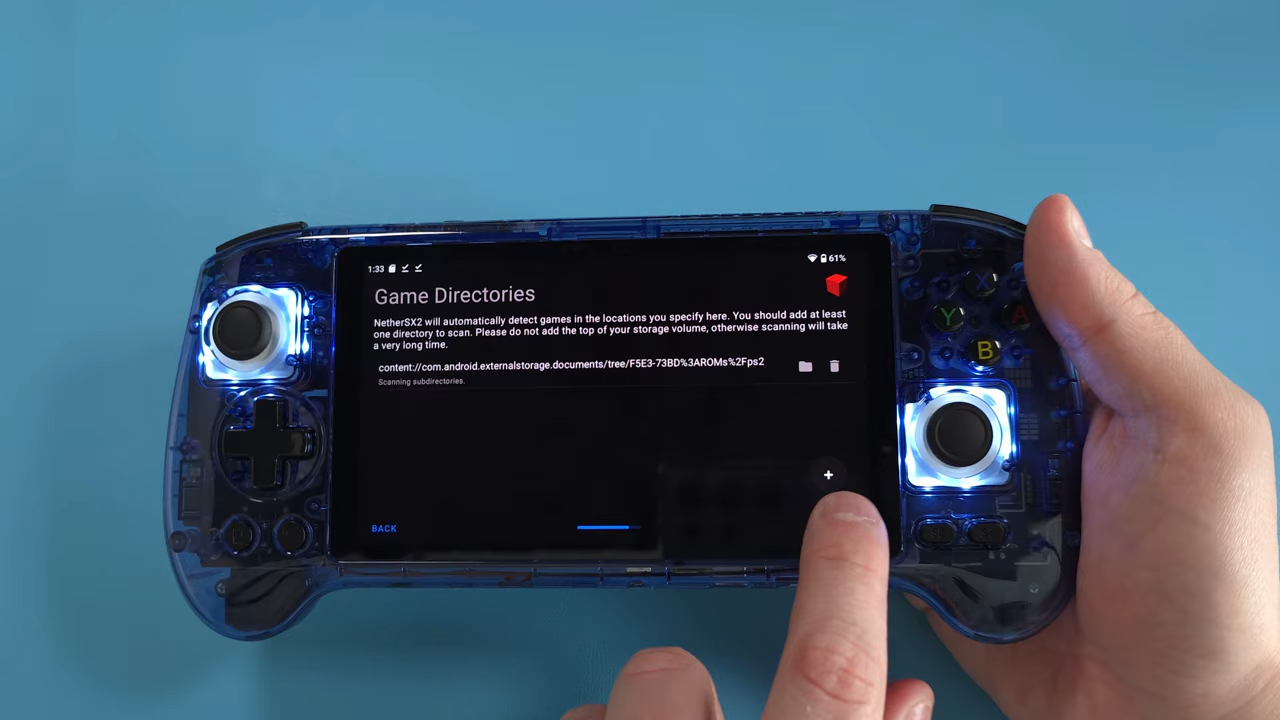 1:33
61%
Game Directories
NetherSX2 will automatically detect games in the locations you specify here. You should add at least
one directory to scan. Please do not add the top of your storage volume, otherwise scanning will take
a very long time.
content://com.android.externalstorage.documents/tree/F5E3-73BD%3AROMs%2Fps2
Scanning subdirectories.
+
BACK
X
Y
A
B